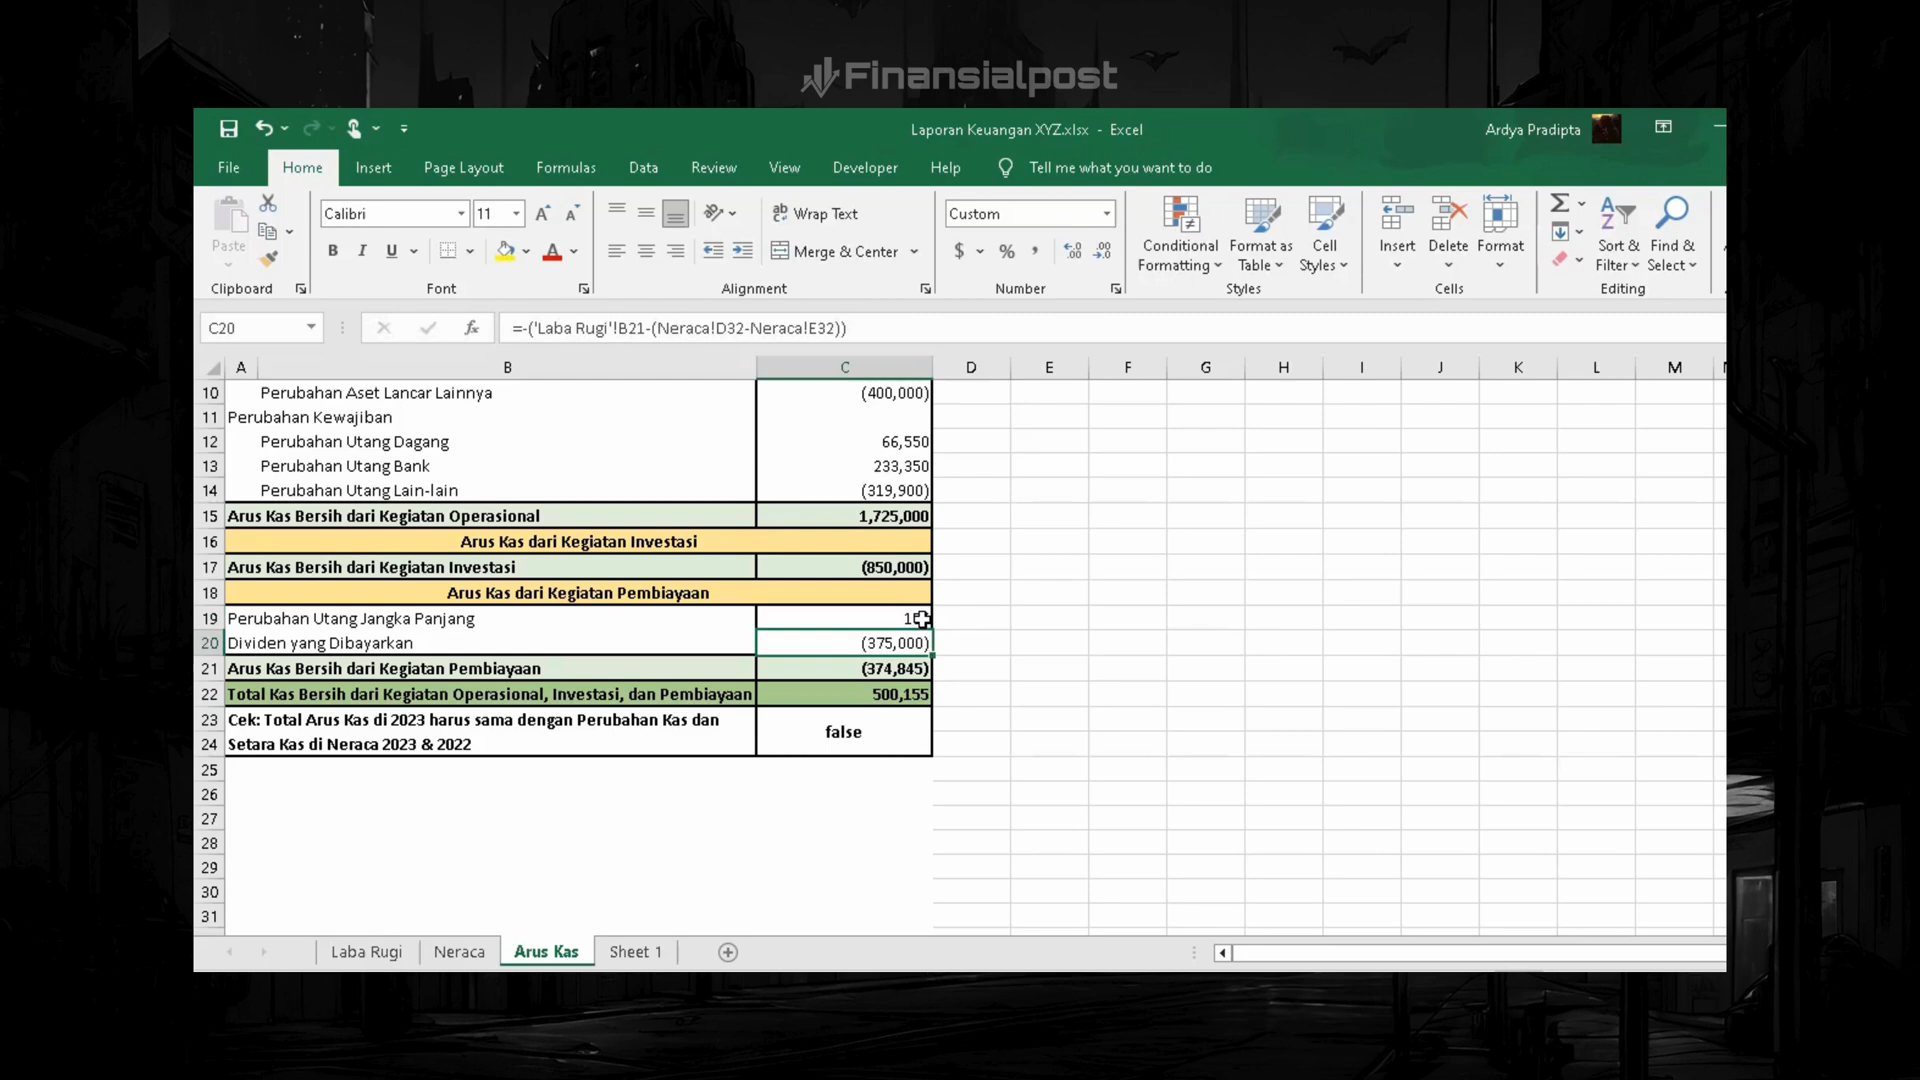 Finansialpost
Laporan Keuangan XYZ.xlsx - Excel
Ardya Pradipta
File Home Insert Page Layout Formulas Data Review View Developer Help Tell me what you want to do
Paste
Clipboard
Calibri 11
B I U
Font
Wrap Text
Merge & Center
Alignment
Custom
$ % ,
Number
Conditional Formatting
Format as Table
Cell Styles
Styles
Insert
Delete
Format
Cells
Sort & Filter
Find & Select
Editing
C20 fx =-('Laba Rugi'!B21-(Neraca!D32-Neraca!E32))
A B C D E F G H I J K L M
10 Perubahan Aset Lancar Lainnya (400,000)
11 Perubahan Kewajiban
12 Perubahan Utang Dagang 66,550
13 Perubahan Utang Bank 233,350
14 Perubahan Utang Lain-lain (319,900)
15 Arus Kas Bersih dari Kegiatan Operasional 1,725,000
16 Arus Kas dari Kegiatan Investasi
17 Arus Kas Bersih dari Kegiatan Investasi (850,000)
18 Arus Kas dari Kegiatan Pembiayaan
19 Perubahan Utang Jangka Panjang
20 Dividen yang Dibayarkan (375,000)
21 Arus Kas Bersih dari Kegiatan Pembiayaan (374,845)
22 Total Kas Bersih dari Kegiatan Operasional, Investasi, dan Pembiayaan 500,155
23 Cek: Total Arus Kas di 2023 harus sama dengan Perubahan Kas dan
24 Setara Kas di Neraca 2023 & 2022
false
25
26
27
28
29
30
31
Laba Rugi Neraca Arus Kas Sheet 1